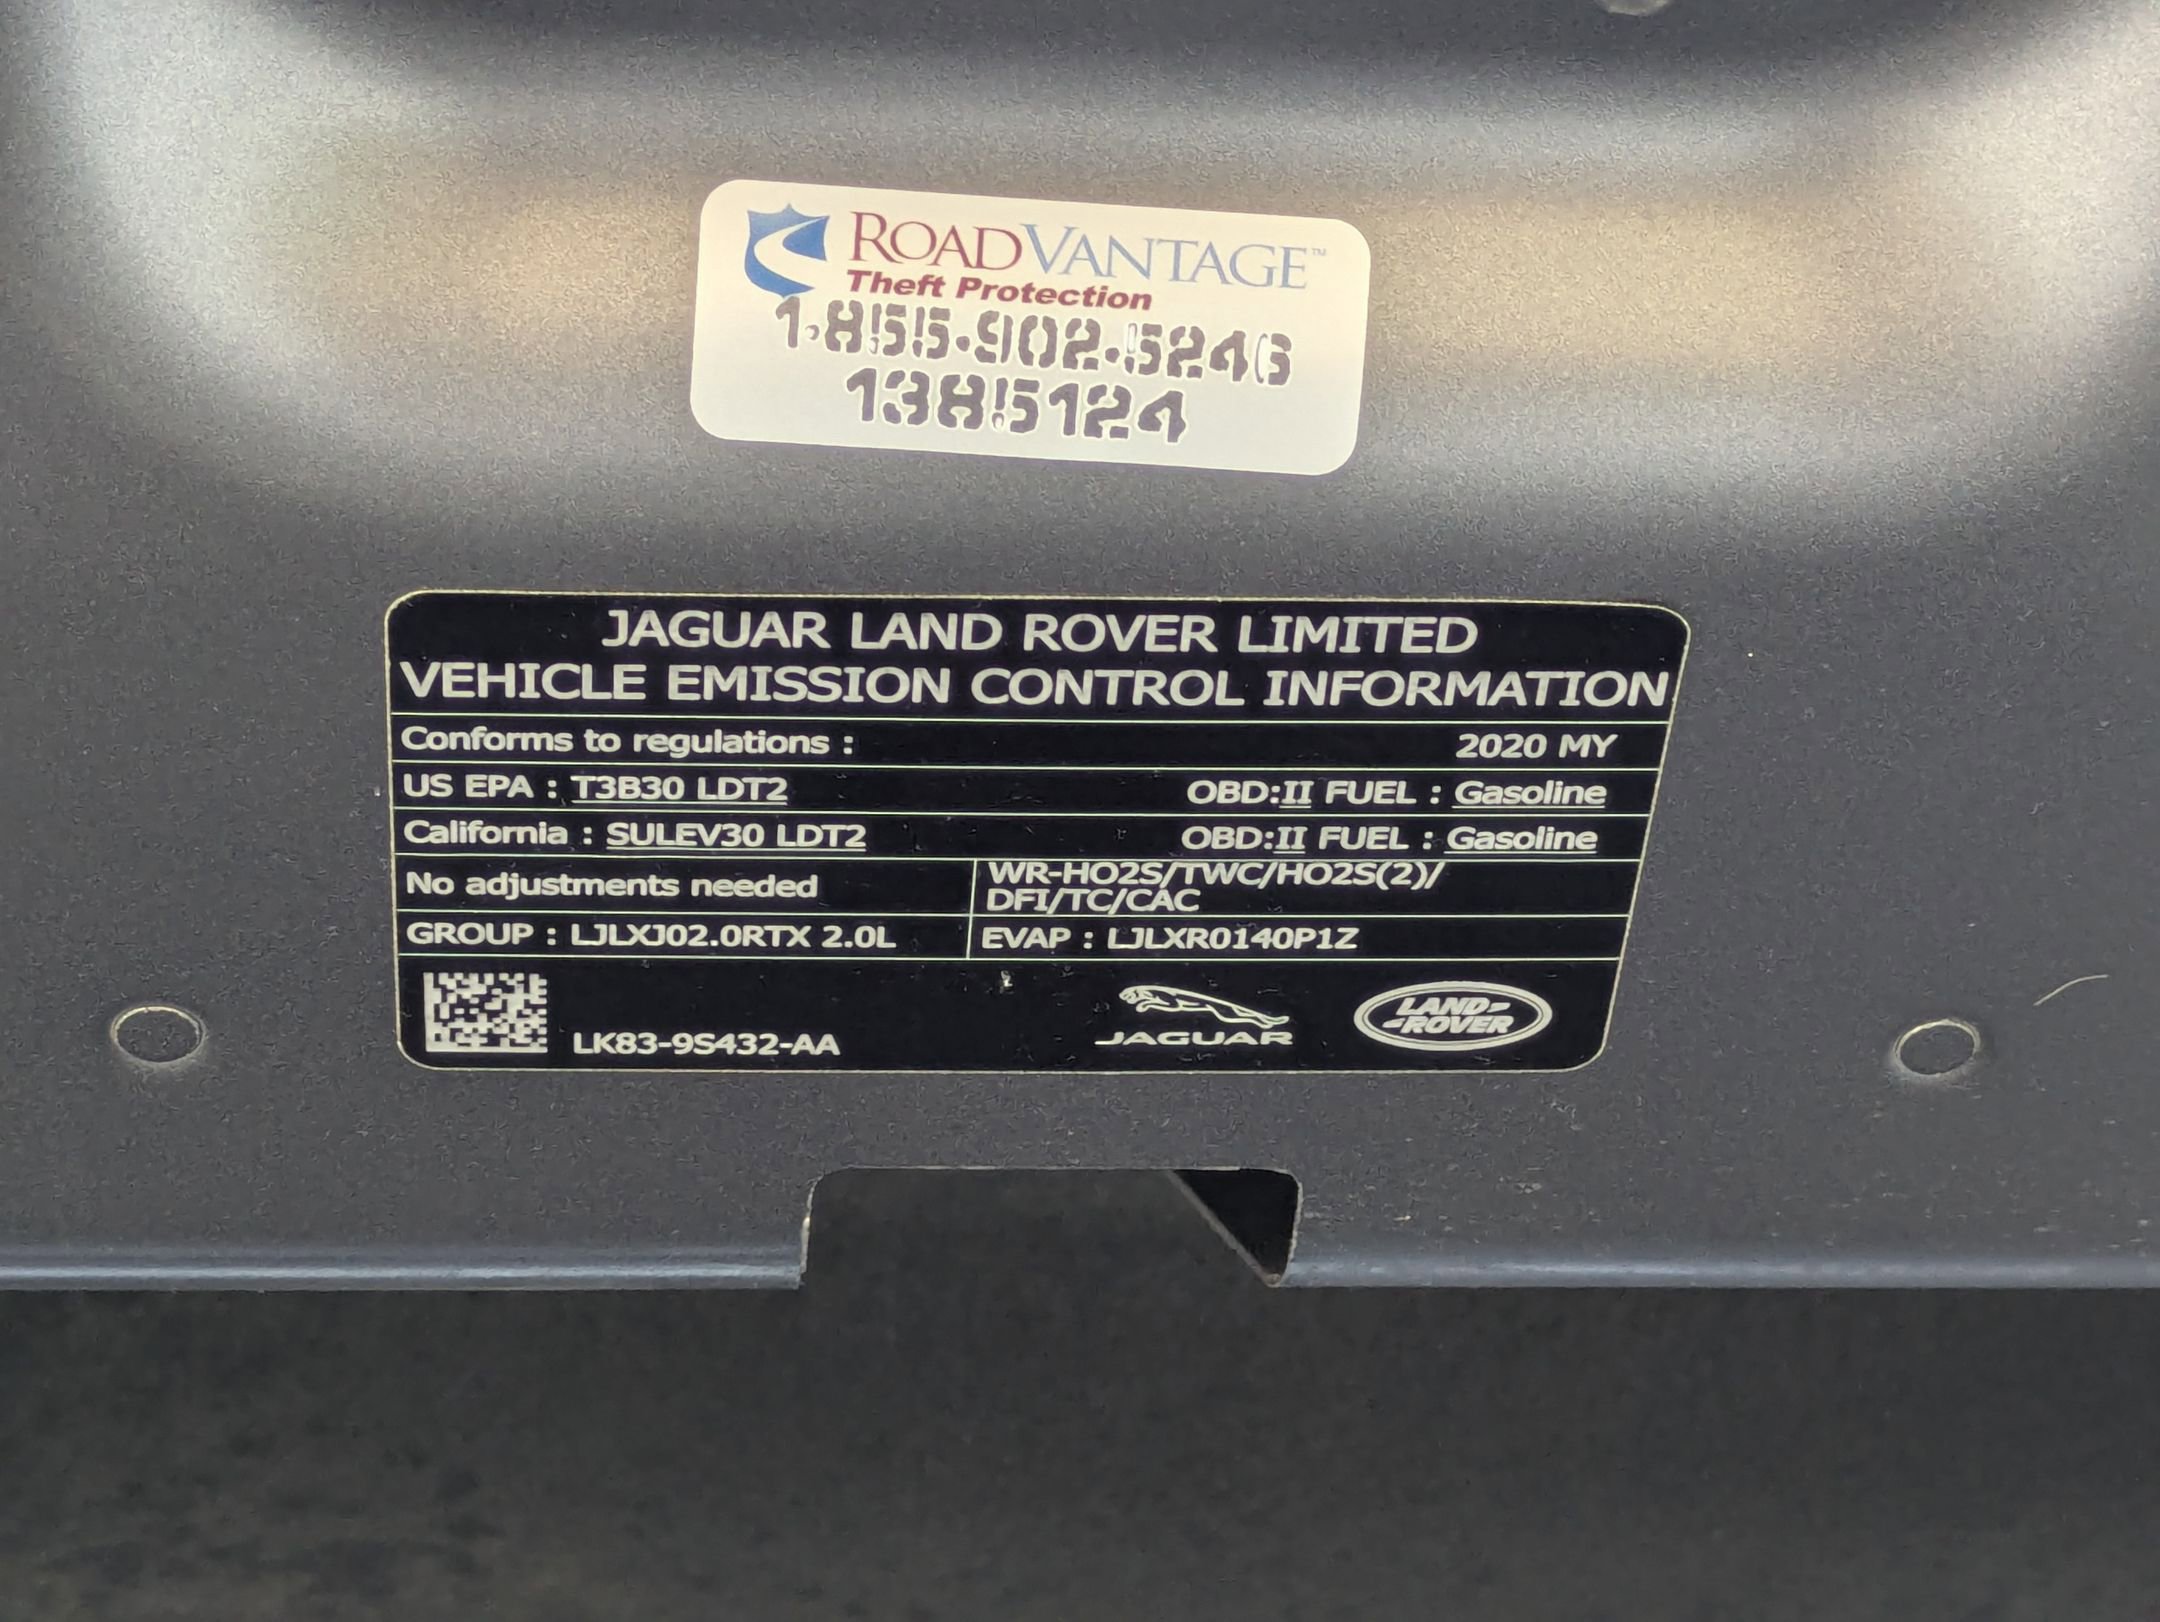 ROADVANTAGE™
Theft Protection
1-855-902-5246
1385124
JAGUAR LAND ROVER LIMITED
VEHICLE EMISSION CONTROL INFORMATION
Conforms to regulations : 2020 MY
US EPA : T3B30 LDT2 OBD:II FUEL : Gasoline
California : SULEV30 LDT2 OBD:II FUEL : Gasoline
No adjustments needed WR-HO2S/TWC/HO2S(2)/
DFI/TC/CAC
GROUP : LJLXJ02.0RTX 2.0L EVAP : LJLXR0140P1Z
LK83-9S432-AA
JAGUAR
LAND-
-ROVER